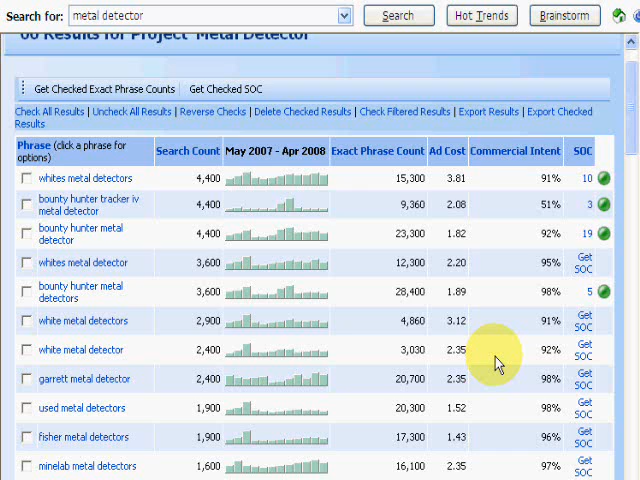 Search for: metal detector Search Hot Trends Brainstorm
66 Results for Project "Metal Detector"
Get Checked Exact Phrase Counts Get Checked SOC
Check All Results | Uncheck All Results | Reverse Checks | Delete Checked Results | Check Filtered Results | Export Results | Export Checked
Results
Phrase (click a phrase for options) Search Count May 2007 - Apr 2008 Exact Phrase Count Ad Cost Commercial Intent SOC
whites metal detectors 4,400 15,300 3.81 91% 10
bounty hunter tracker iv metal detector 4,400 9,360 2.08 51% 3
bounty hunter metal detector 4,400 23,300 1.82 92% 19
whites metal detector 3,600 12,300 2.20 95% Get SOC
bounty hunter metal detectors 3,600 28,400 1.89 98% 5
white metal detectors 2,900 4,860 3.12 91% Get SOC
white metal detector 2,400 3,030 2.35 92% Get SOC
garrett metal detector 2,400 20,700 2.35 98% Get SOC
used metal detectors 1,900 20,300 1.52 98% Get SOC
fisher metal detectors 1,900 17,300 1.43 96% Get SOC
minelab metal detectors 1,600 16,100 2.35 97% Get SOC